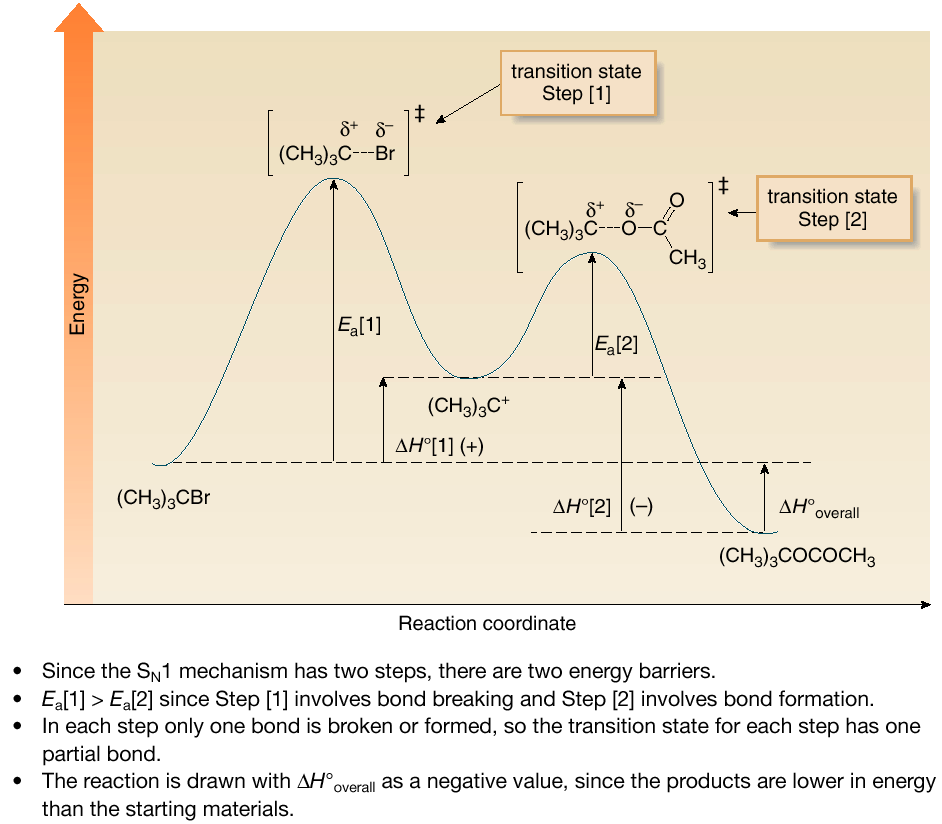 transition state
Step [1]
δ+ δ–
(CH3)3C---Br
‡
transition state
Step [2]
‡
O
δ+ δ–
(CH3)3C---O–C
CH3
Energy
Ea[1]
Ea[2]
(CH3)3C+
ΔH°[1] (+)
(CH3)3CBr
ΔH°[2] (–)
ΔH°overall
(CH3)3COCOCH3
Reaction coordinate
• Since the SN1 mechanism has two steps, there are two energy barriers.
• Ea[1] > Ea[2] since Step [1] involves bond breaking and Step [2] involves bond formation.
• In each step only one bond is broken or formed, so the transition state for each step has one
partial bond.
• The reaction is drawn with ΔH°overall as a negative value, since the products are lower in energy
than the starting materials.